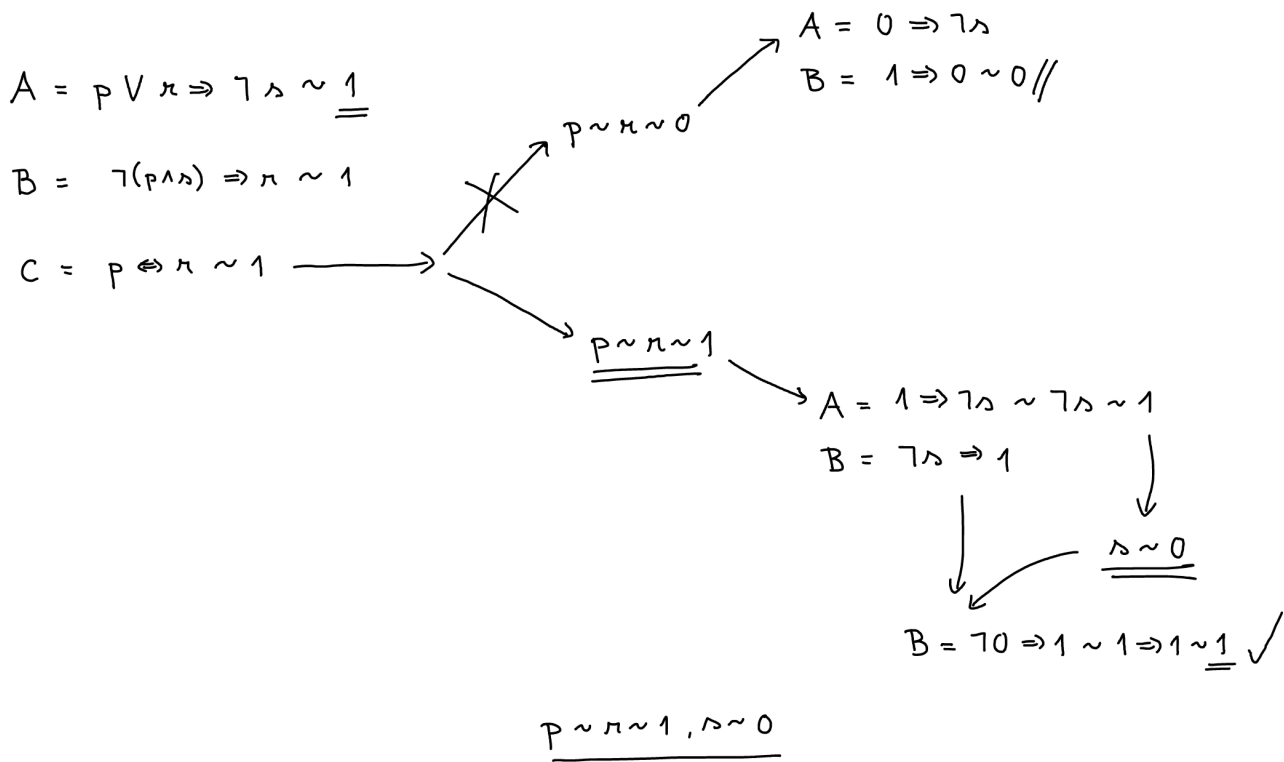 A = p ∨ r ⇒ ¬s ~ 1
B = ¬(p∧s) ⇒ r ~ 1
C = p ⇔ r ~ 1
p ~ r ~ 0
A = 0 ⇒ ¬s
B = 1 ⇒ 0 ~ 0//
p ~ r ~ 1
A = 1 ⇒ ¬s ~ ¬s ~ 1
B = ¬s ⇒ 1
s ~ 0
B = ¬0 ⇒ 1 ~ 1 ⇒ 1 ~ 1 ✓
p ~ r ~ 1, s ~ 0